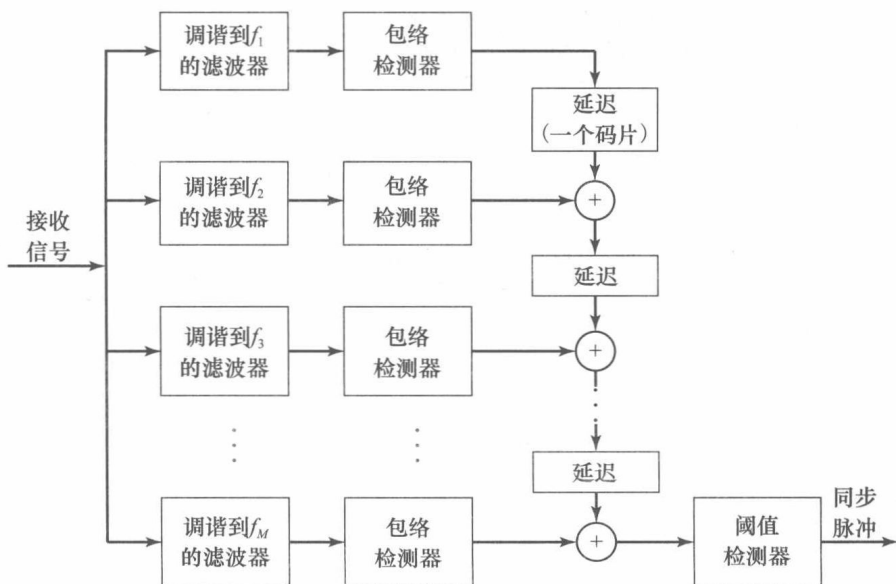 调谐到f1
的滤波器
包络
检测器
延迟
（一个码片）
调谐到f2
的滤波器
包络
检测器
+
接收
信号
延迟
调谐到f3
的滤波器
包络
检测器
+
延迟
调谐到fM
的滤波器
包络
检测器
+
阈值
检测器
同步
脉冲